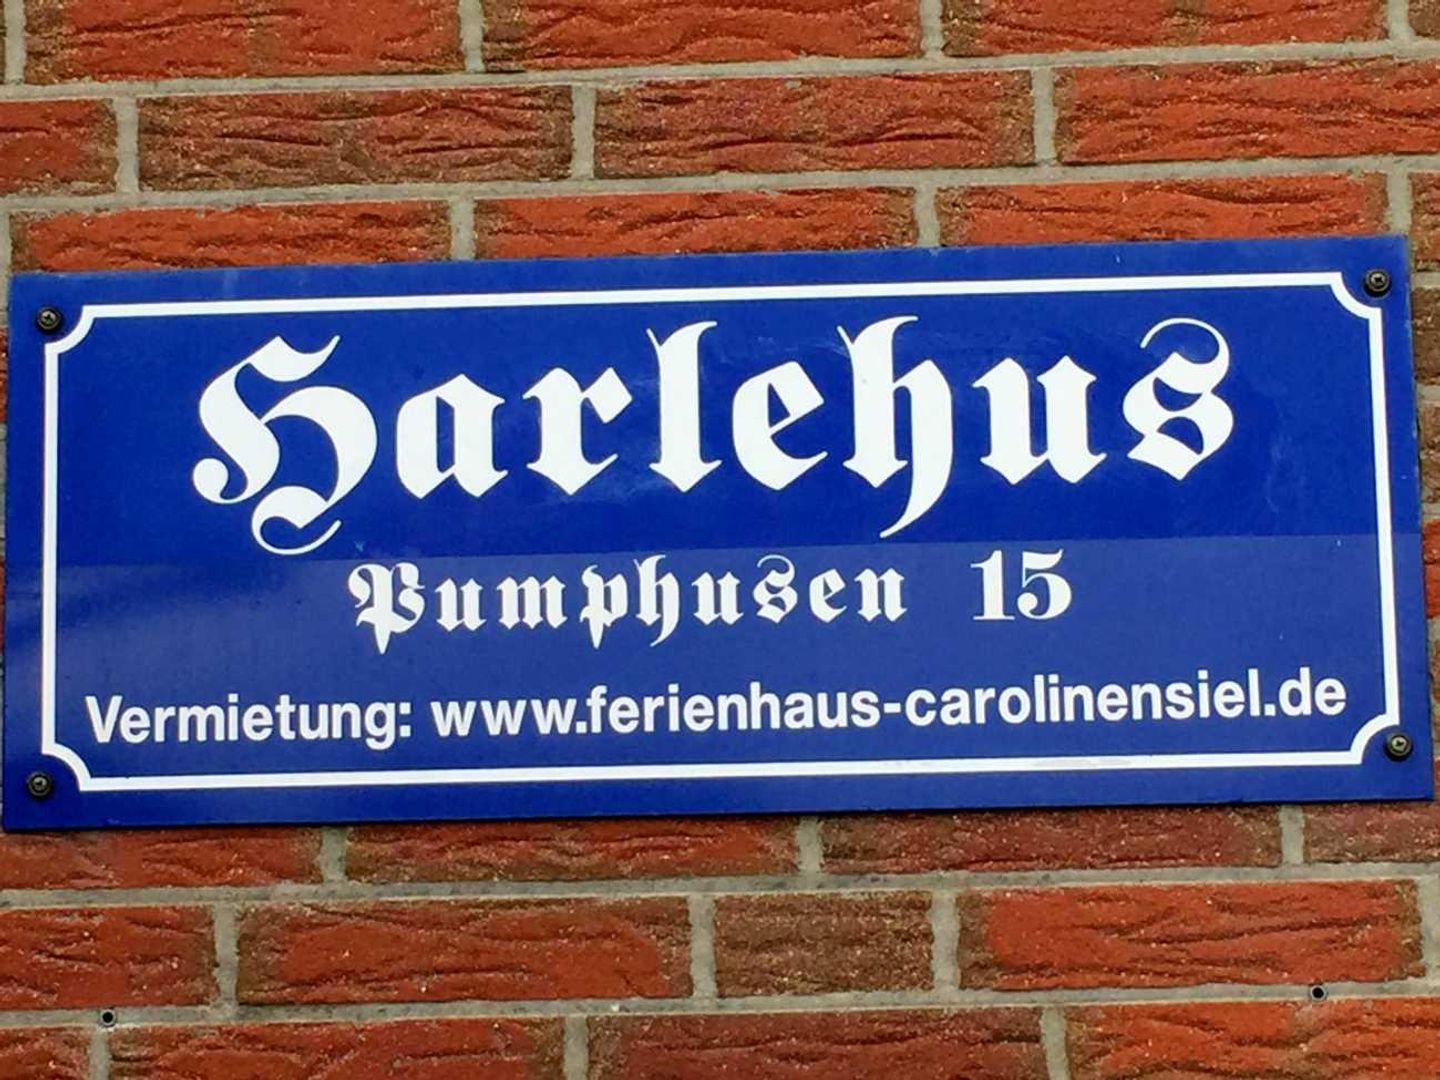 Harlehus
Pumphusen 15
Vermietung: www.ferienhaus-carolinensiel.de